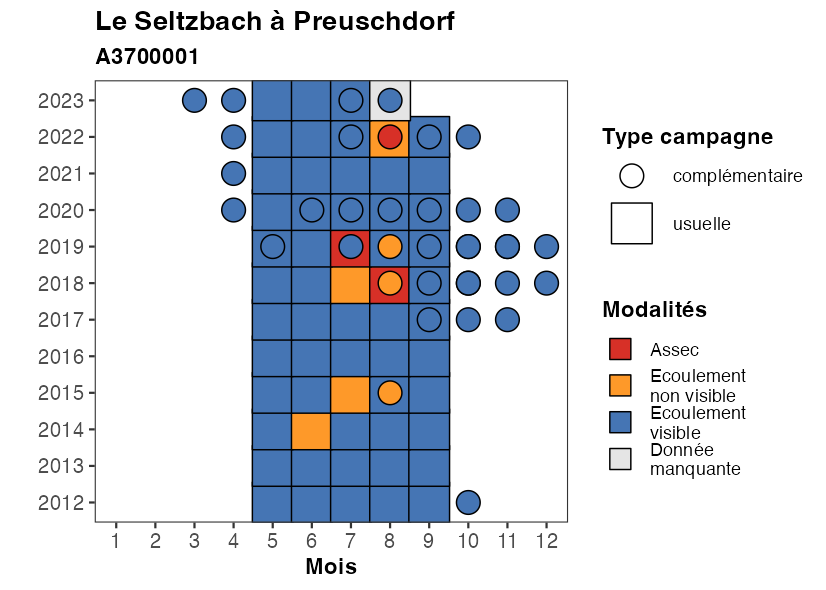 Le Seltzbach à Preuschdorf
A3700001
2023
2022
2021
2020
2019
2018
2017
2016
2015
2014
2013
2012
1 2 3 4 5 6 7 8 9 10 11 12
Mois
Type campagne
complémentaire
usuelle
Modalités
Assec
Ecoulement
non visible
Ecoulement
visible
Donnée
manquante